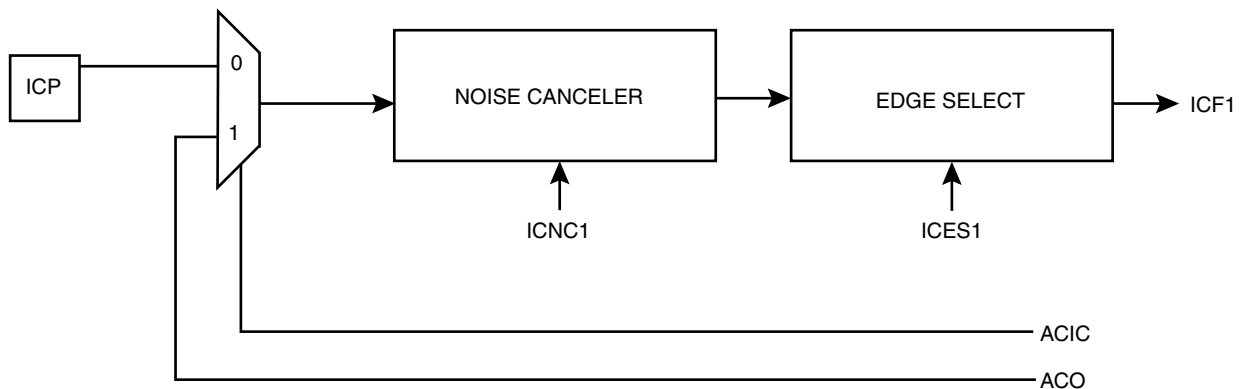 0
ICP
NOISE CANCELER
EDGE SELECT
ICF1
1
ICNC1
ICES1
ACIC
ACO